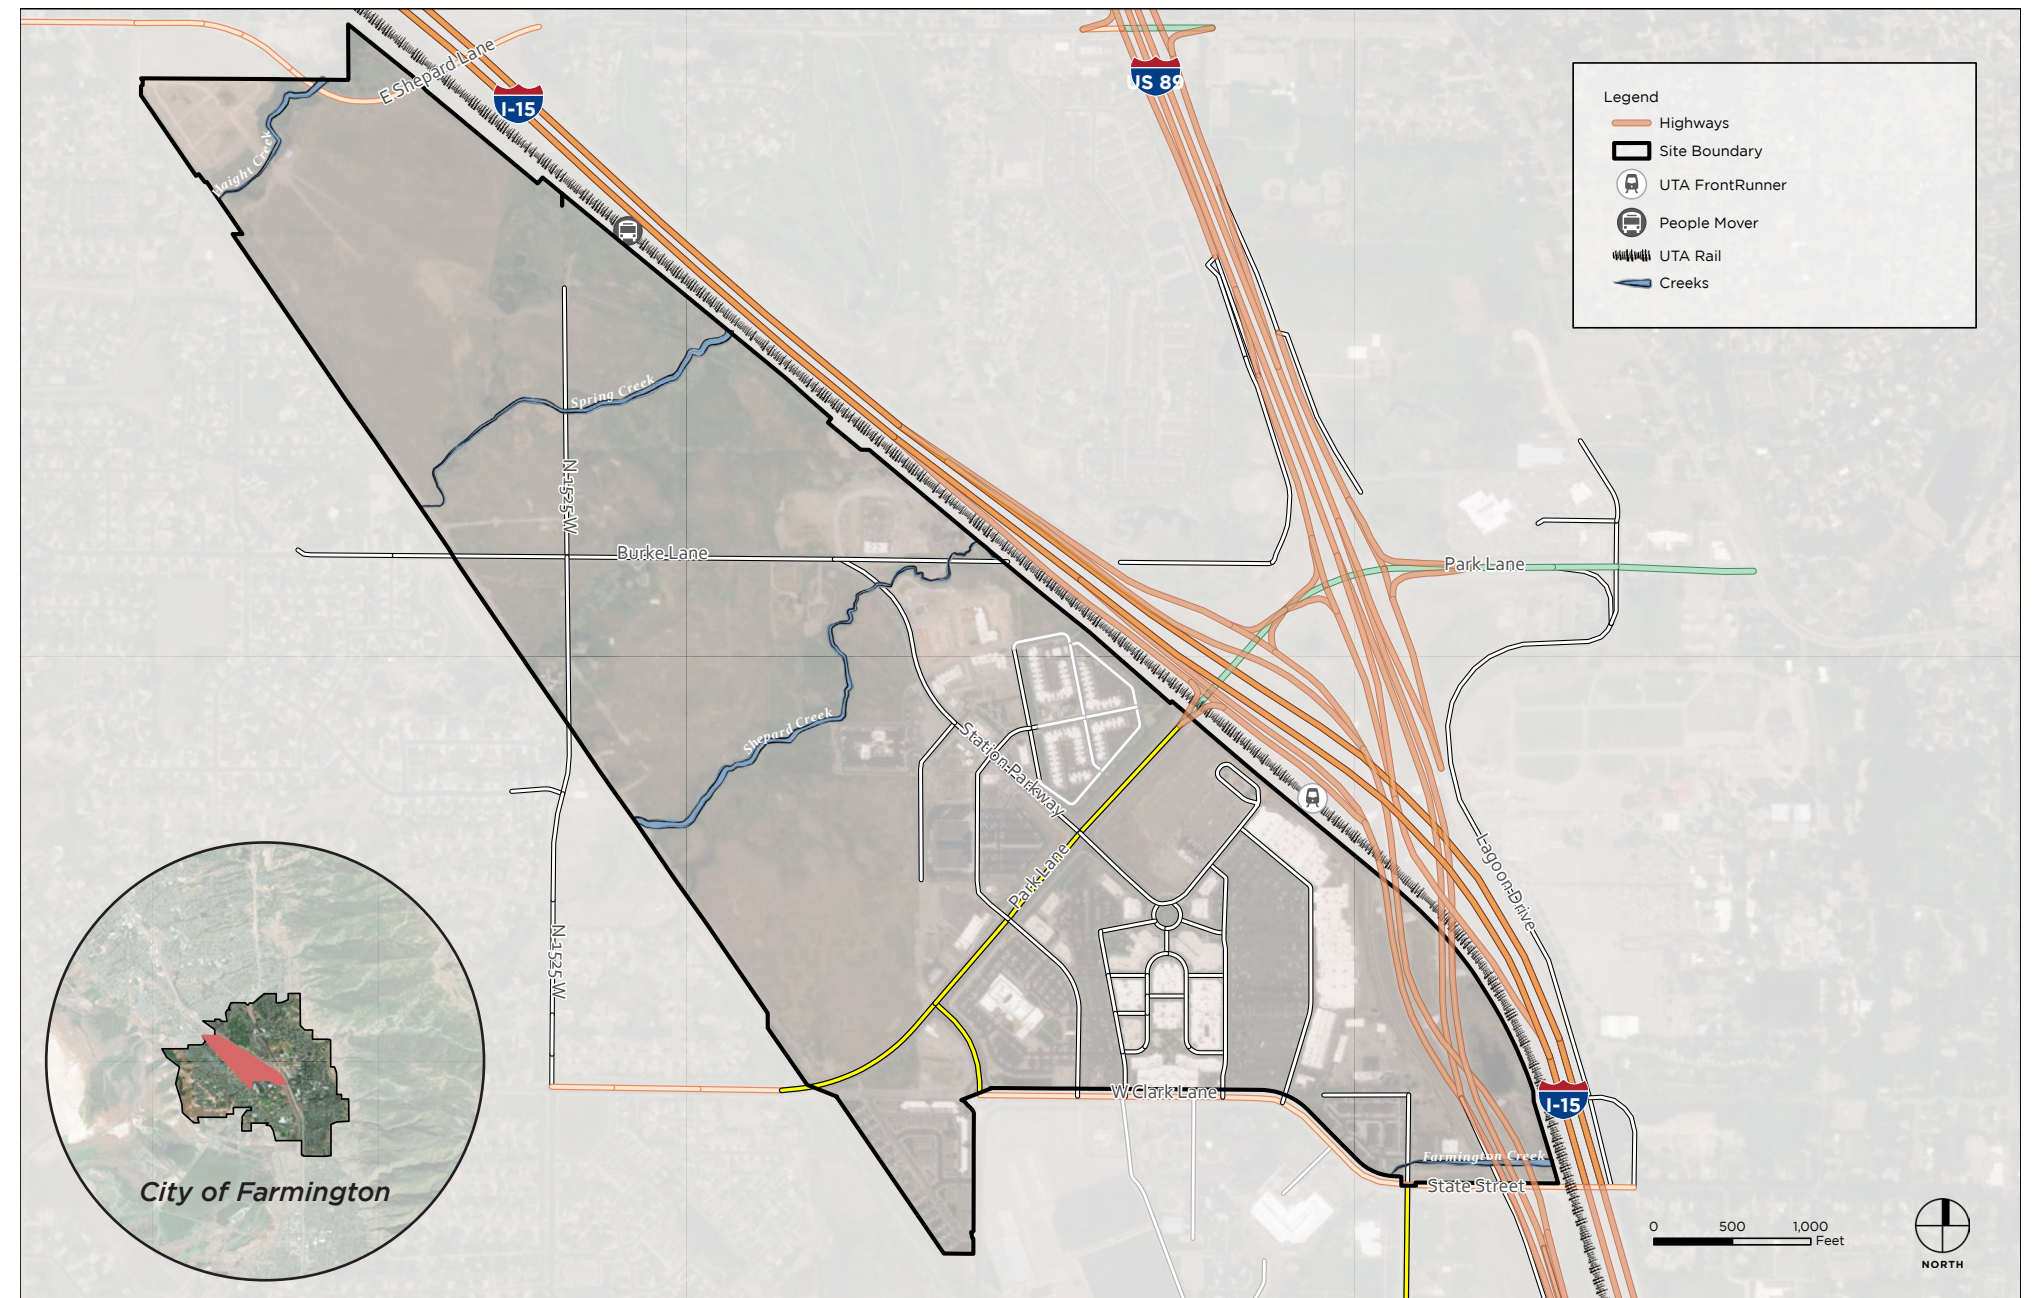 E Shepard Lane
I-15
US 89
Legend
Highways
Site Boundary
UTA FrontRunner
People Mover
UTA Rail
Creeks
Haight Creek
Spring Creek
N 1525 W
Burke Lane
Park Lane
Shepard Creek
Station Parkway
Park Lane
Lagoon Drive
N 1525 W
W Clark Lane
I-15
Farmington Creek
State Street
City of Farmington
0 500 1,000
Feet
NORTH